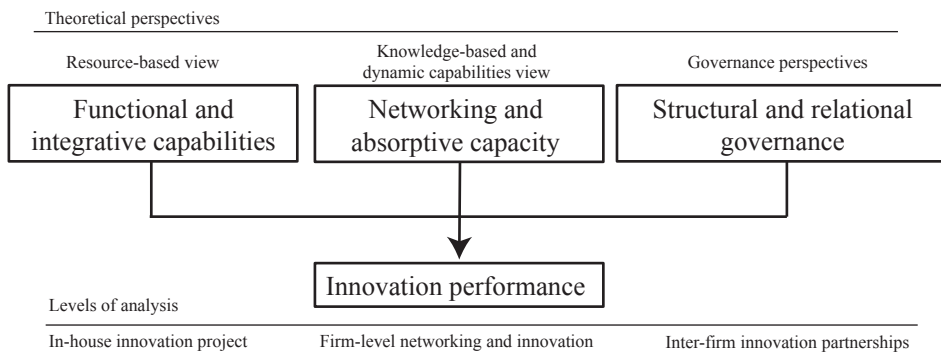 Theoretical perspectives
Resource-based view
Knowledge-based and
dynamic capabilities view
Governance perspectives
Functional and
integrative capabilities
Networking and
absorptive capacity
Structural and relational
governance
Innovation performance
Levels of analysis
In-house innovation project
Firm-level networking and innovation
Inter-firm innovation partnerships